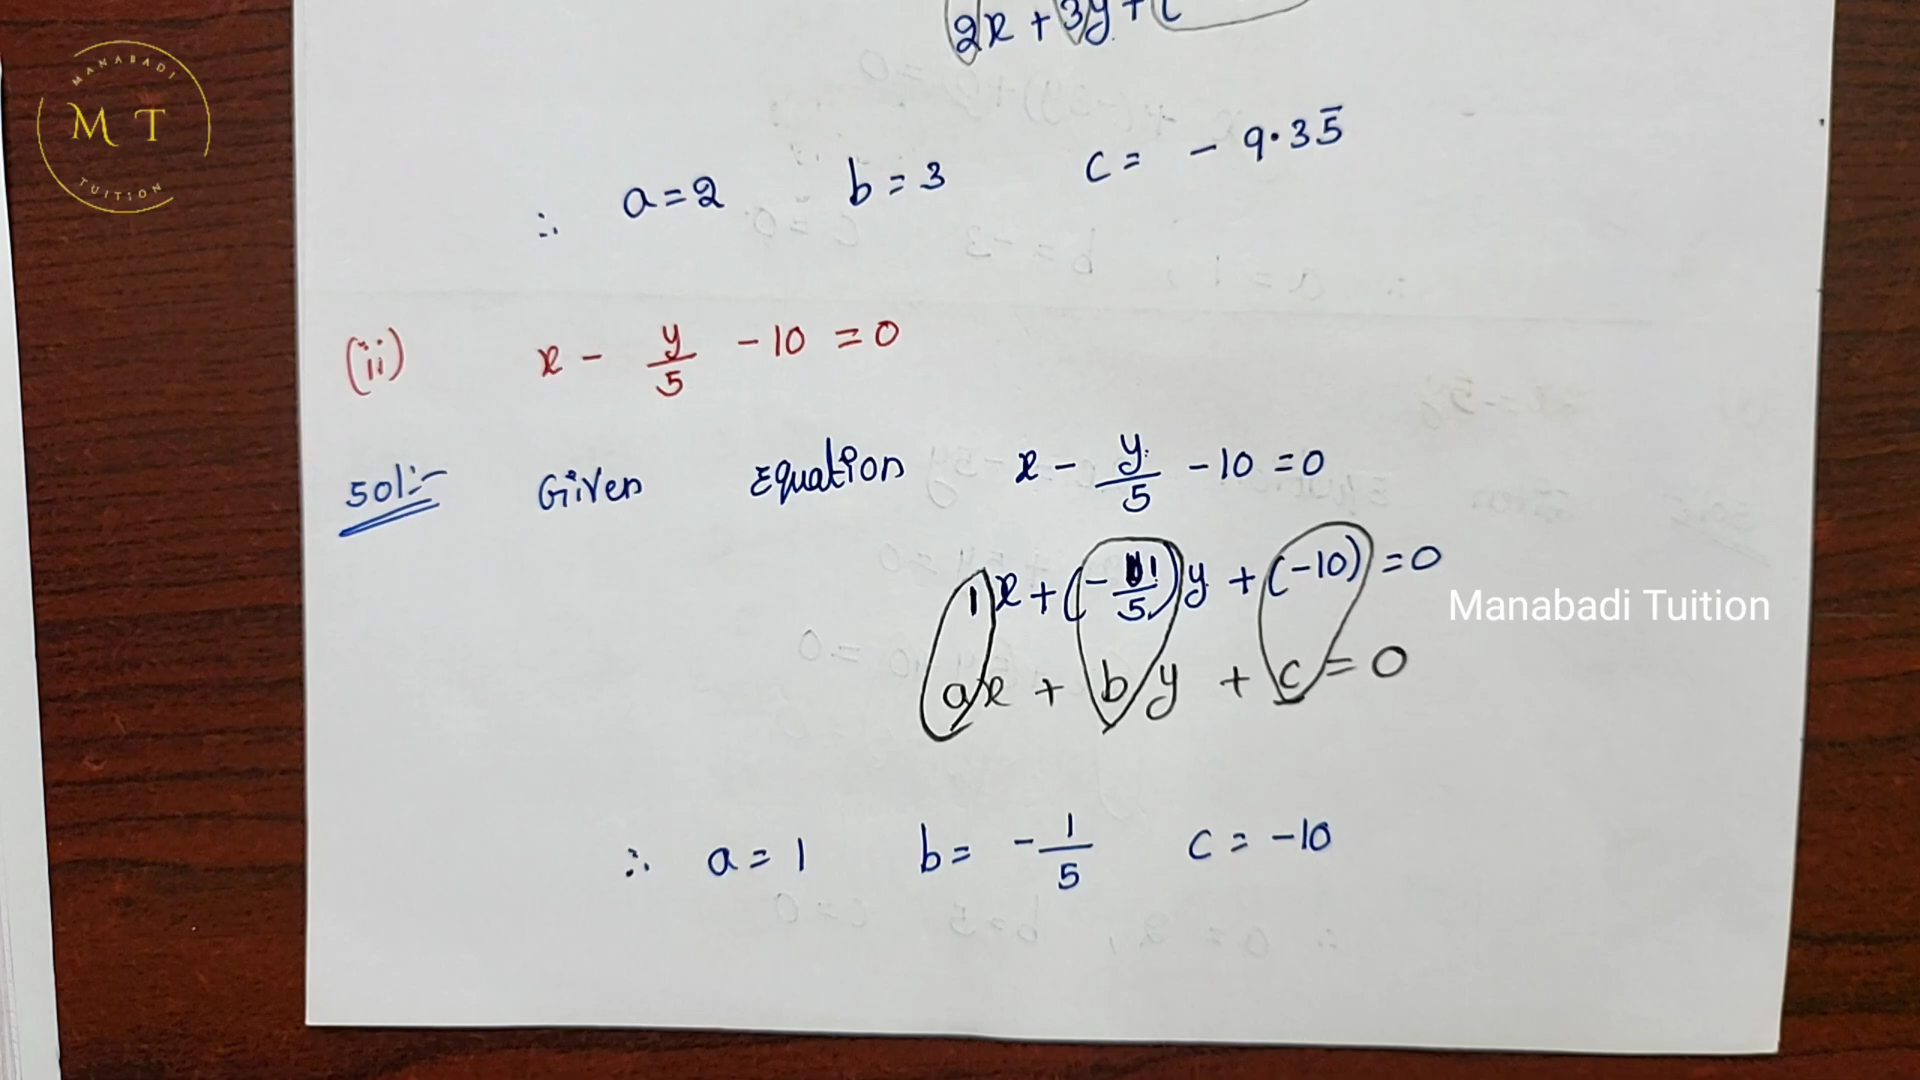 MANABADI
M T
TUITION
2x + 3y + c
∴ a = 2 b = 3 c = - 9.35̅
(ii) x - y/5 - 10 = 0
Sol:- Given Equation x - y/5 - 10 = 0
1x + (-1/5)y + (-10) = 0
Manabadi Tuition
ax + by + c = 0
∴ a = 1 b = - 1/5 c = -10